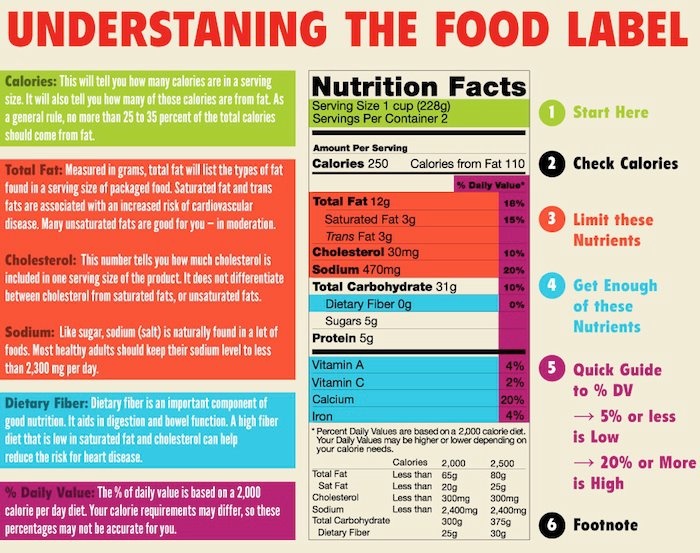 UNDERSTANING THE FOOD LABEL
Calories: This will tell you how many calories are in a serving
size. It will also tell you how many of those calories are from fat. As
a general rule, no more than 25 to 35 percent of the total calories
should come from fat.
Total Fat: Measured in grams, total fat will list the types of fat
found in a serving size of packaged food. Saturated fat and trans
fats are associated with an increased risk of cardiovascular
disease. Many unsaturated fats are good for you – in moderation.
Cholesterol: This number tells you how much cholesterol is
included in one serving size of the product. It does not differentiate
between cholesterol from saturated fats, or unsaturated fats.
Sodium: Like sugar, sodium (salt) is naturally found in a lot of
foods. Most healthy adults should keep their sodium level to less
than 2,300 mg per day.
Dietary Fiber: Dietary fiber is an important component of
good nutrition. It aids in digestion and bowel function. A high fiber
diet that is low in saturated fat and cholesterol can help
reduce the risk for heart disease.
% Daily Value: The % of daily value is based on a 2,000
calorie per day diet. Your calorie requirements may differ, so these
percentages may not be accurate for you.
Nutrition Facts
Serving Size 1 cup (228g)
Servings Per Container 2
Amount Per Serving
Calories 250 Calories from Fat 110
% Daily Value*
Total Fat 12g 18%
Saturated Fat 3g 15%
Trans Fat 3g
Cholesterol 30mg 10%
Sodium 470mg 20%
Total Carbohydrate 31g 10%
Dietary Fiber 0g 0%
Sugars 5g
Protein 5g
Vitamin A 4%
Vitamin C 2%
Calcium 20%
Iron 4%
* Percent Daily Values are based on a 2,000 calorie diet.
Your Daily Values may be higher or lower depending on
your calorie needs.
Calories 2,000 2,500
Total Fat Less than 65g 80g
Sat Fat Less than 20g 25g
Cholesterol Less than 300mg 300mg
Sodium Less than 2,400mg 2,400mg
Total Carbohydrate 300g 375g
Dietary Fiber 25g 30g
1 Start Here
2 Check Calories
3 Limit these
Nutrients
4 Get Enough
of these
Nutrients
5 Quick Guide
to % DV
→ 5% or less
is Low
→ 20% or More
is High
6 Footnote